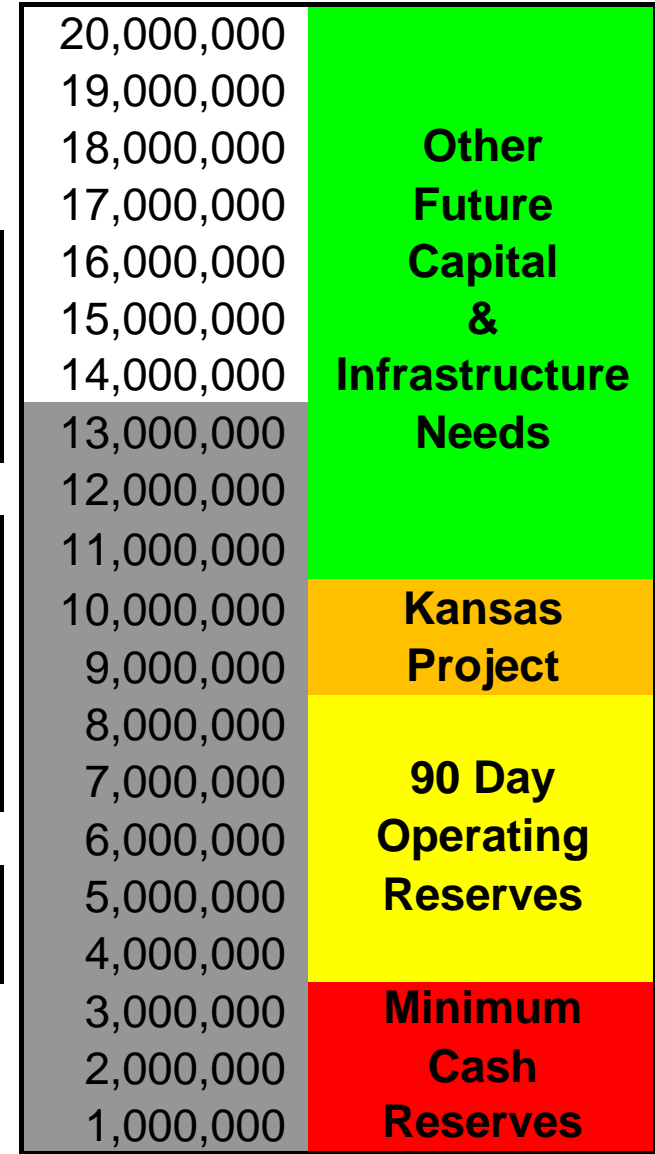 20,000,000
19,000,000
18,000,000 Other
17,000,000 Future
16,000,000 Capital
15,000,000 &
14,000,000 Infrastructure
13,000,000 Needs
12,000,000
11,000,000
10,000,000 Kansas
9,000,000 Project
8,000,000
7,000,000 90 Day
6,000,000 Operating
5,000,000 Reserves
4,000,000
3,000,000 Minimum
2,000,000 Cash
1,000,000 Reserves